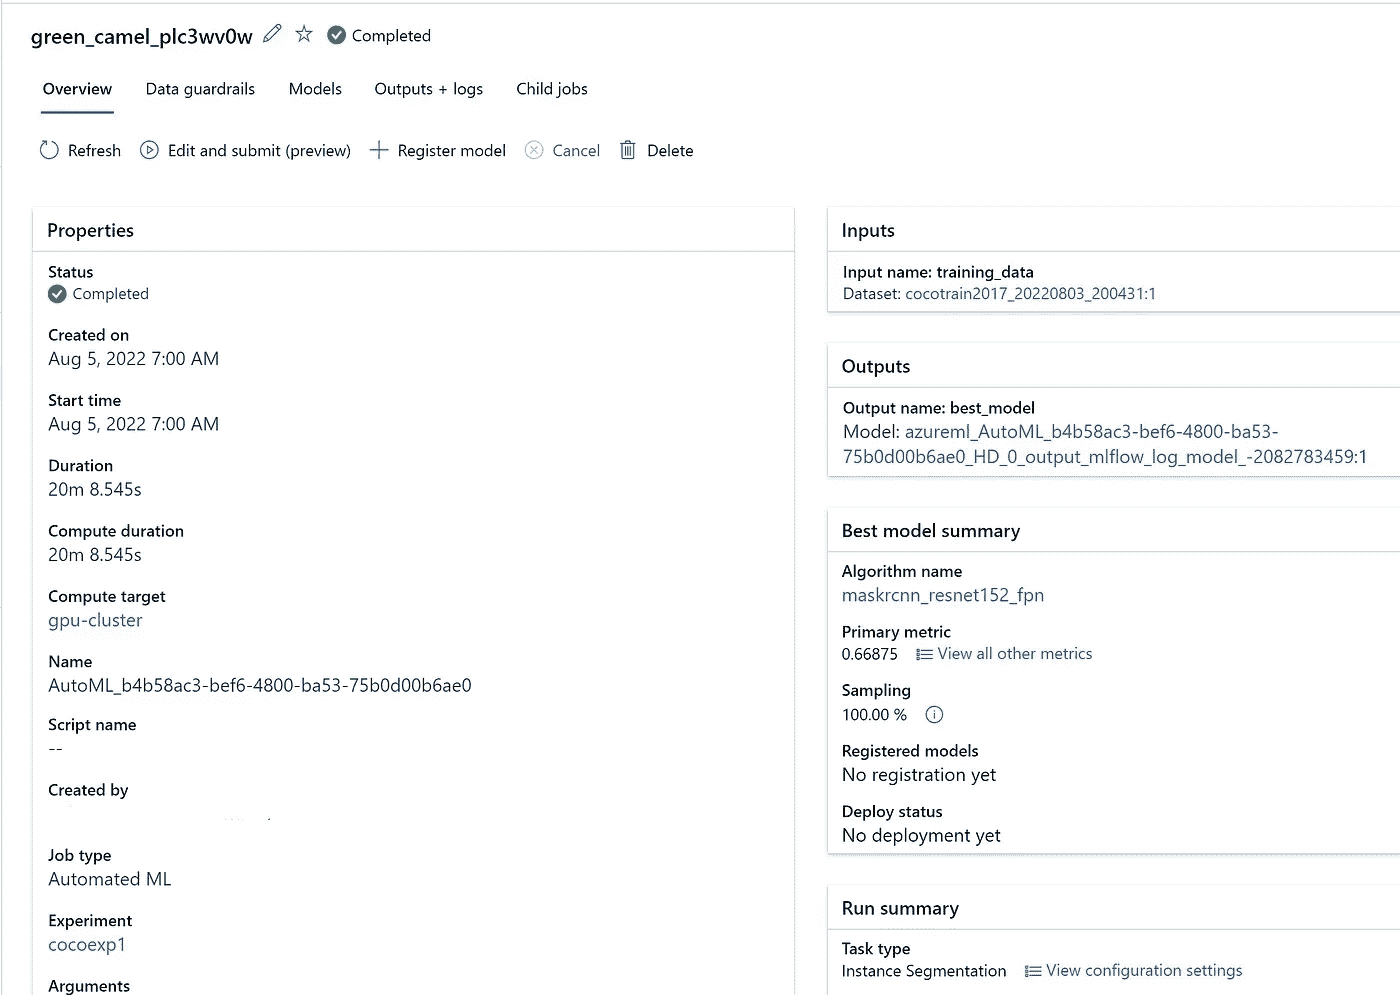 green_camel_plc3wv0w Completed
Overview Data guardrails Models Outputs + logs Child jobs
Refresh Edit and submit (preview) Register model Cancel Delete
Properties
Status
Completed
Created on
Aug 5, 2022 7:00 AM
Start time
Aug 5, 2022 7:00 AM
Duration
20m 8.545s
Compute duration
20m 8.545s
Compute target
gpu-cluster
Name
AutoML_b4b58ac3-bef6-4800-ba53-75b0d00b6ae0
Script name
--
Created by
Job type
Automated ML
Experiment
cocoexp1
Arguments
Inputs
Input name: training_data
Dataset: cocotrain2017_20220803_200431:1
Outputs
Output name: best_model
Model: azureml_AutoML_b4b58ac3-bef6-4800-ba53-
75b0d00b6ae0_HD_0_output_mlflow_log_model_-2082783459:1
Best model summary
Algorithm name
maskrcnn_resnet152_fpn
Primary metric
0.66875 View all other metrics
Sampling
100.00 %
Registered models
No registration yet
Deploy status
No deployment yet
Run summary
Task type
Instance Segmentation View configuration settings